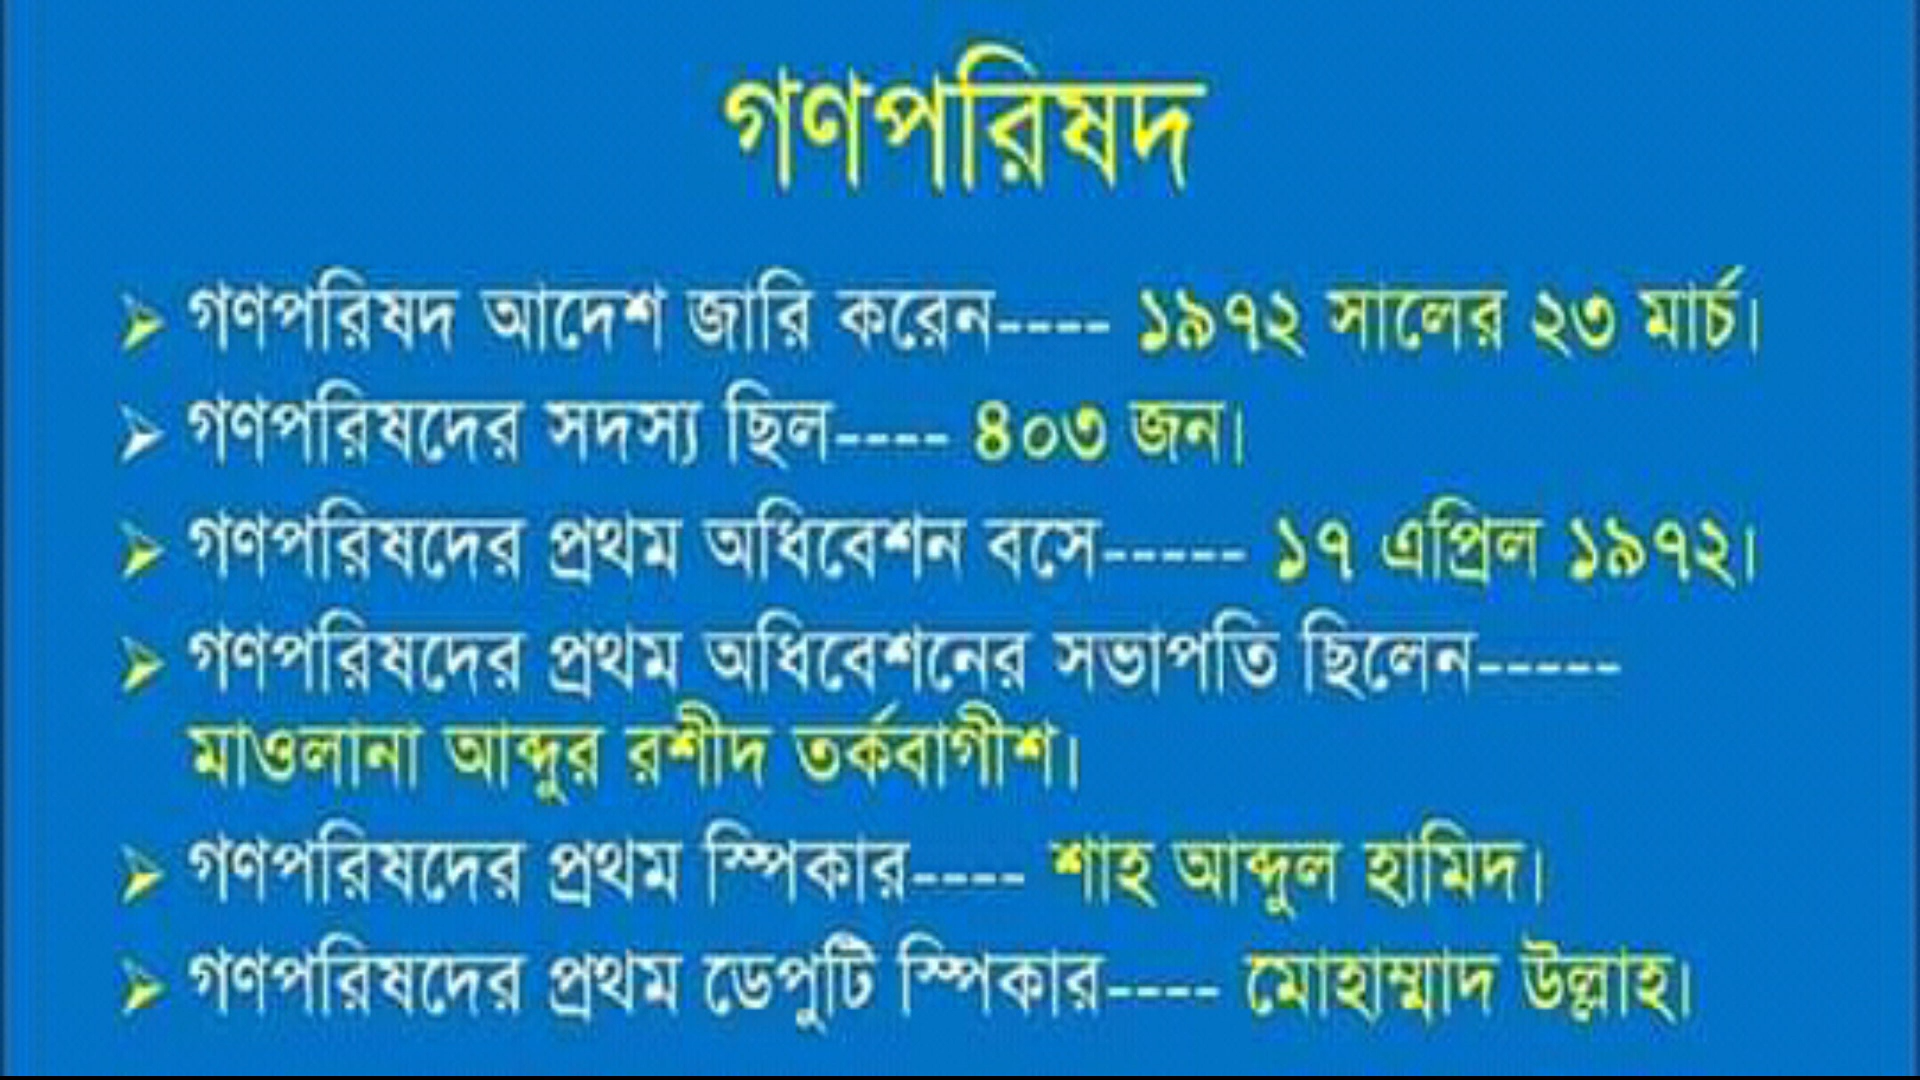 গণপরিষদ
গণপরিষদ আদেশ জারি করেন---- ১৯৭২ সালের ২৩ মার্চ।
গণপরিষদের সদস্য ছিল---- ৪০৩ জন।
গণপরিষদের প্রথম অধিবেশন বসে----- ১৭ এপ্রিল ১৯৭২।
গণপরিষদের প্রথম অধিবেশনের সভাপতি ছিলেন-----
মাওলানা আব্দুর রশীদ তর্কবাগীশ।
গণপরিষদের প্রথম স্পিকার---- শাহ আব্দুল হামিদ।
গণপরিষদের প্রথম ডেপুটি স্পিকার---- মোহাম্মাদ উল্লাহ।